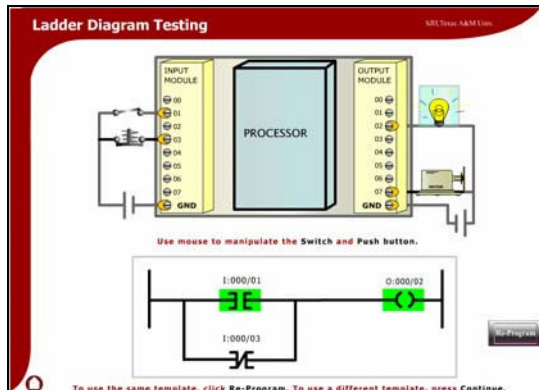 Ladder Diagram Testing
INPUT
MODULE
00
01
02
03
04
05
06
07
GND
PROCESSOR
OUTPUT
MODULE
00
01
02
03
04
05
06
07
GND
MOTOR
Use mouse to manipulate the Switch and Push button.
I:000/01
O:000/02
I:000/03
Re-Program
To use the same template, click Re-Program. To use a different template, press Continue.